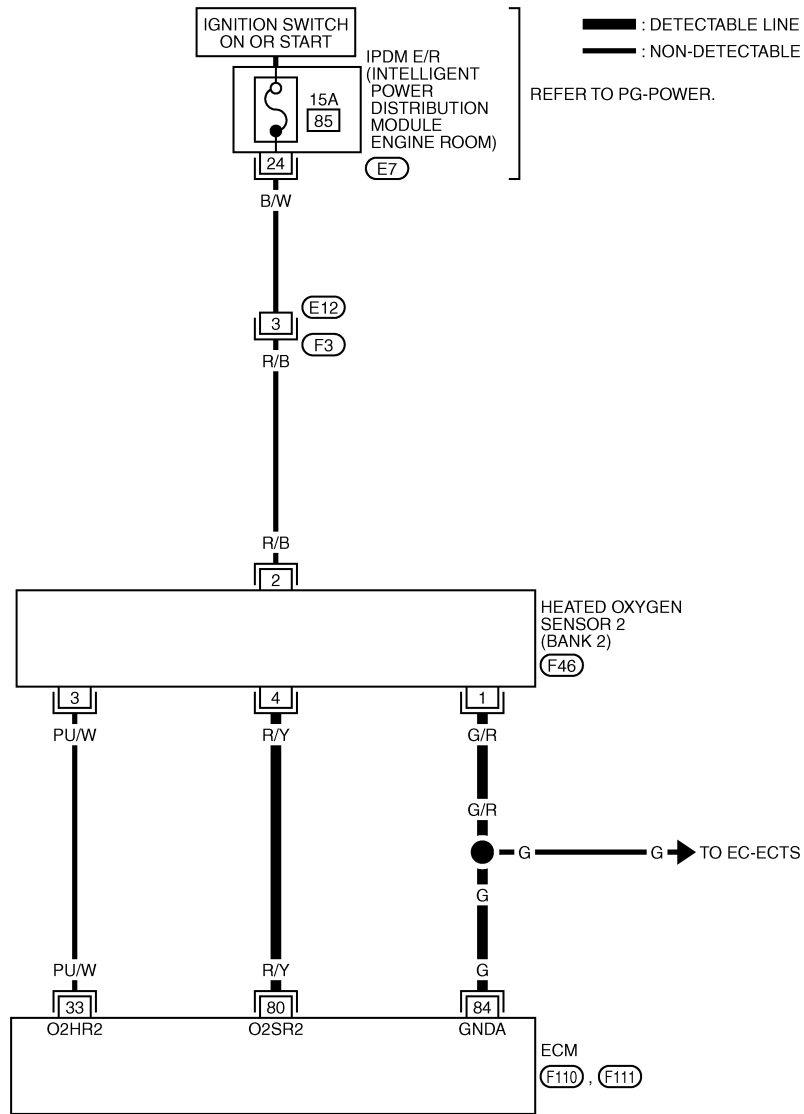 IGNITION SWITCH
ON OR START
: DETECTABLE LINE
: NON-DETECTABLE
IPDM E/R
(INTELLIGENT
POWER
DISTRIBUTION
MODULE
ENGINE ROOM)
REFER TO PG-POWER.
15A
85
24
E7
B/W
E12
3
F3
R/B
R/B
2
HEATED OXYGEN
SENSOR 2
(BANK 2)
F46
3
4
1
PU/W
R/Y
G/R
G/R
G
G
TO EC-ECTS
G
PU/W
R/Y
G
33
80
84
O2HR2
O2SR2
GNDA
ECM
F110 , F111